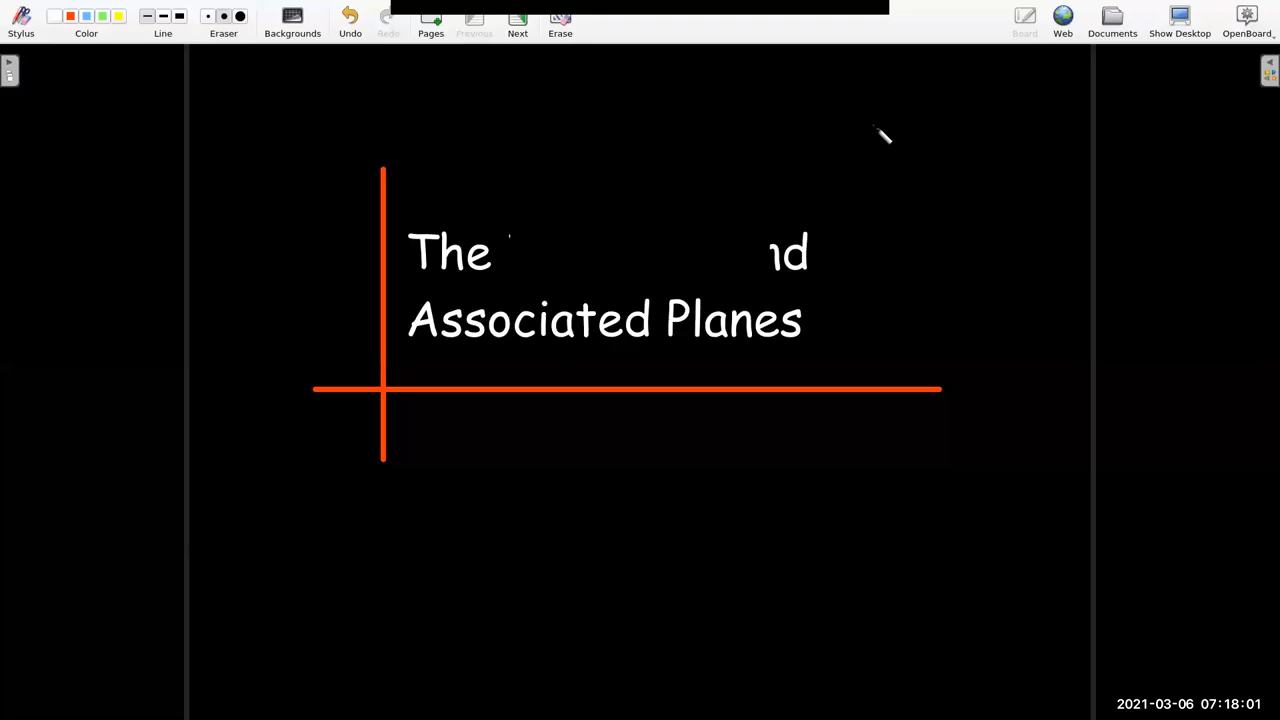 Stylus
Color
Line
Eraser
Backgrounds
Undo
Redo
Pages
Previous
Next
Erase
Board
Web
Documents
Show Desktop
OpenBoard
The
Associated Planes
2021-03-06 07:18:01